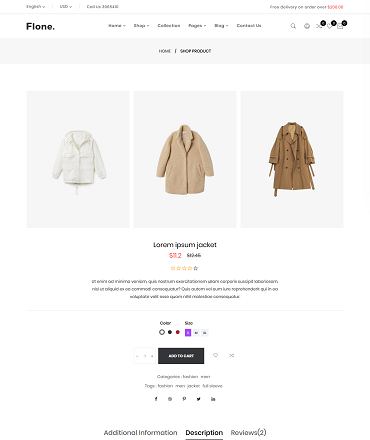 English USD Call Us 3965410 Free delivery on order over $200.00
Flone. Home Shop Collection Pages Blog Contact Us 0 0 0
HOME / SHOP PRODUCT
Lorem ipsum jacket
$11.2 $12.45
Ut enim ad minima veniam, quis nostrum exercitationem ullam corporis suscipit laboriosam,
nisi ut aliquid ex ea commodi consequatur? Quis autem vel eum iure reprehenderit qui in ea
voluptate velit esse quam nihil molestiae consequatur.
Color Size
- 1 + ADD TO CART
Categories : fashion men
Tags : fashion men jacket full sleeve
Additional Information Description Reviews(2)